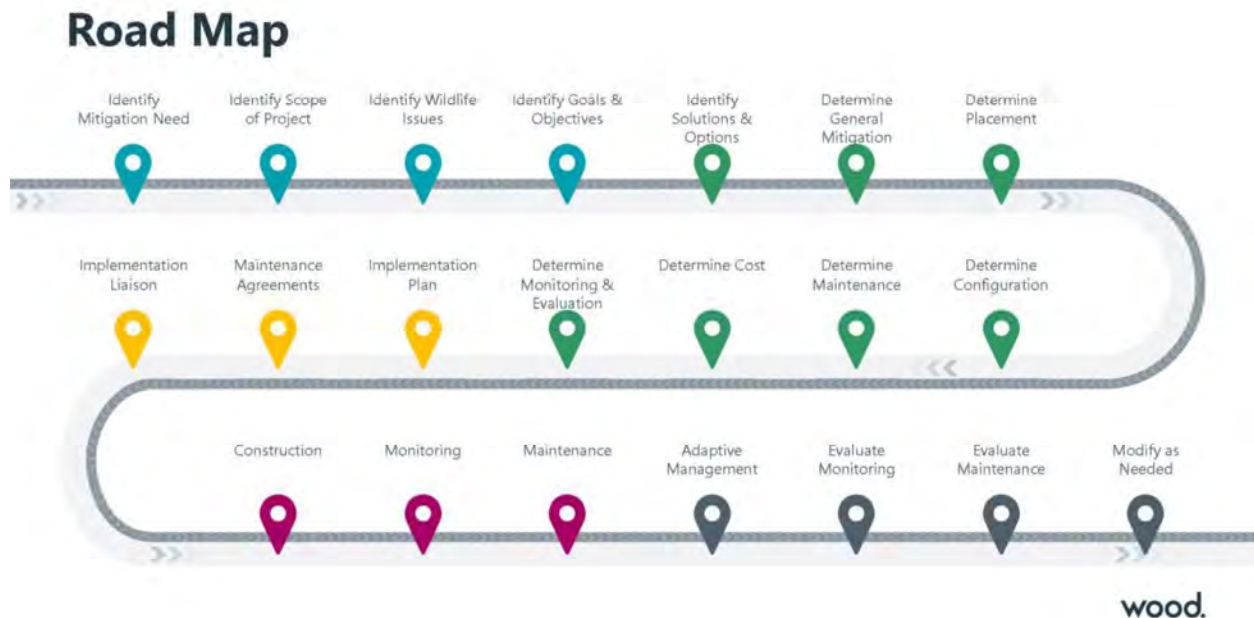 Road Map
Identify
Mitigation Need
Identify Scope
of Project
Identify Wildlife
Issues
Identify Goals &
Objectives
Identify
Solutions &
Options
Determine
General
Mitigation
Determine
Placement
Implementation
Liaison
Maintenance
Agreements
Implementation
Plan
Determine
Monitoring &
Evaluation
Determine Cost
Determine
Maintenance
Determine
Configuration
Construction
Monitoring
Maintenance
Adaptive
Management
Evaluate
Monitoring
Evaluate
Maintenance
Modify as
Needed
wood.